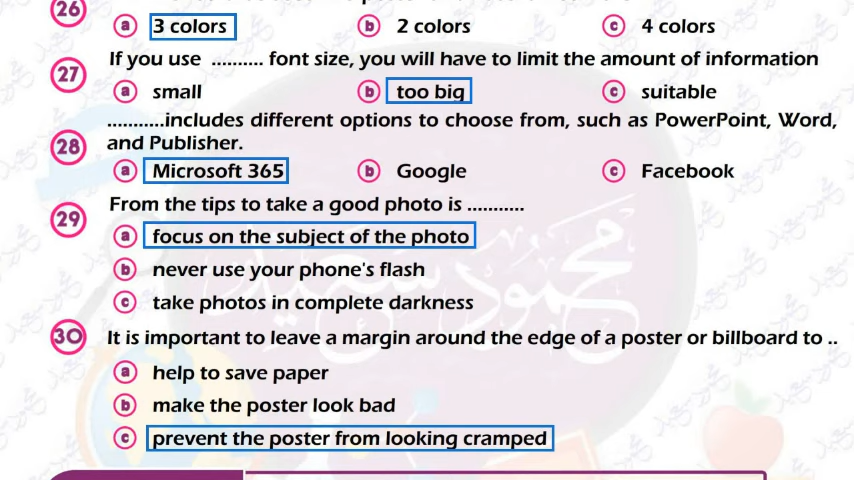 26
a 3 colors b 2 colors c 4 colors
27 If you use .......... font size, you will have to limit the amount of information
a small b too big c suitable
...........includes different options to choose from, such as PowerPoint, Word,
28 and Publisher.
a Microsoft 365 b Google c Facebook
29 From the tips to take a good photo is ...........
a focus on the subject of the photo
b never use your phone's flash
c take photos in complete darkness
30 It is important to leave a margin around the edge of a poster or billboard to ..
a help to save paper
b make the poster look bad
c prevent the poster from looking cramped